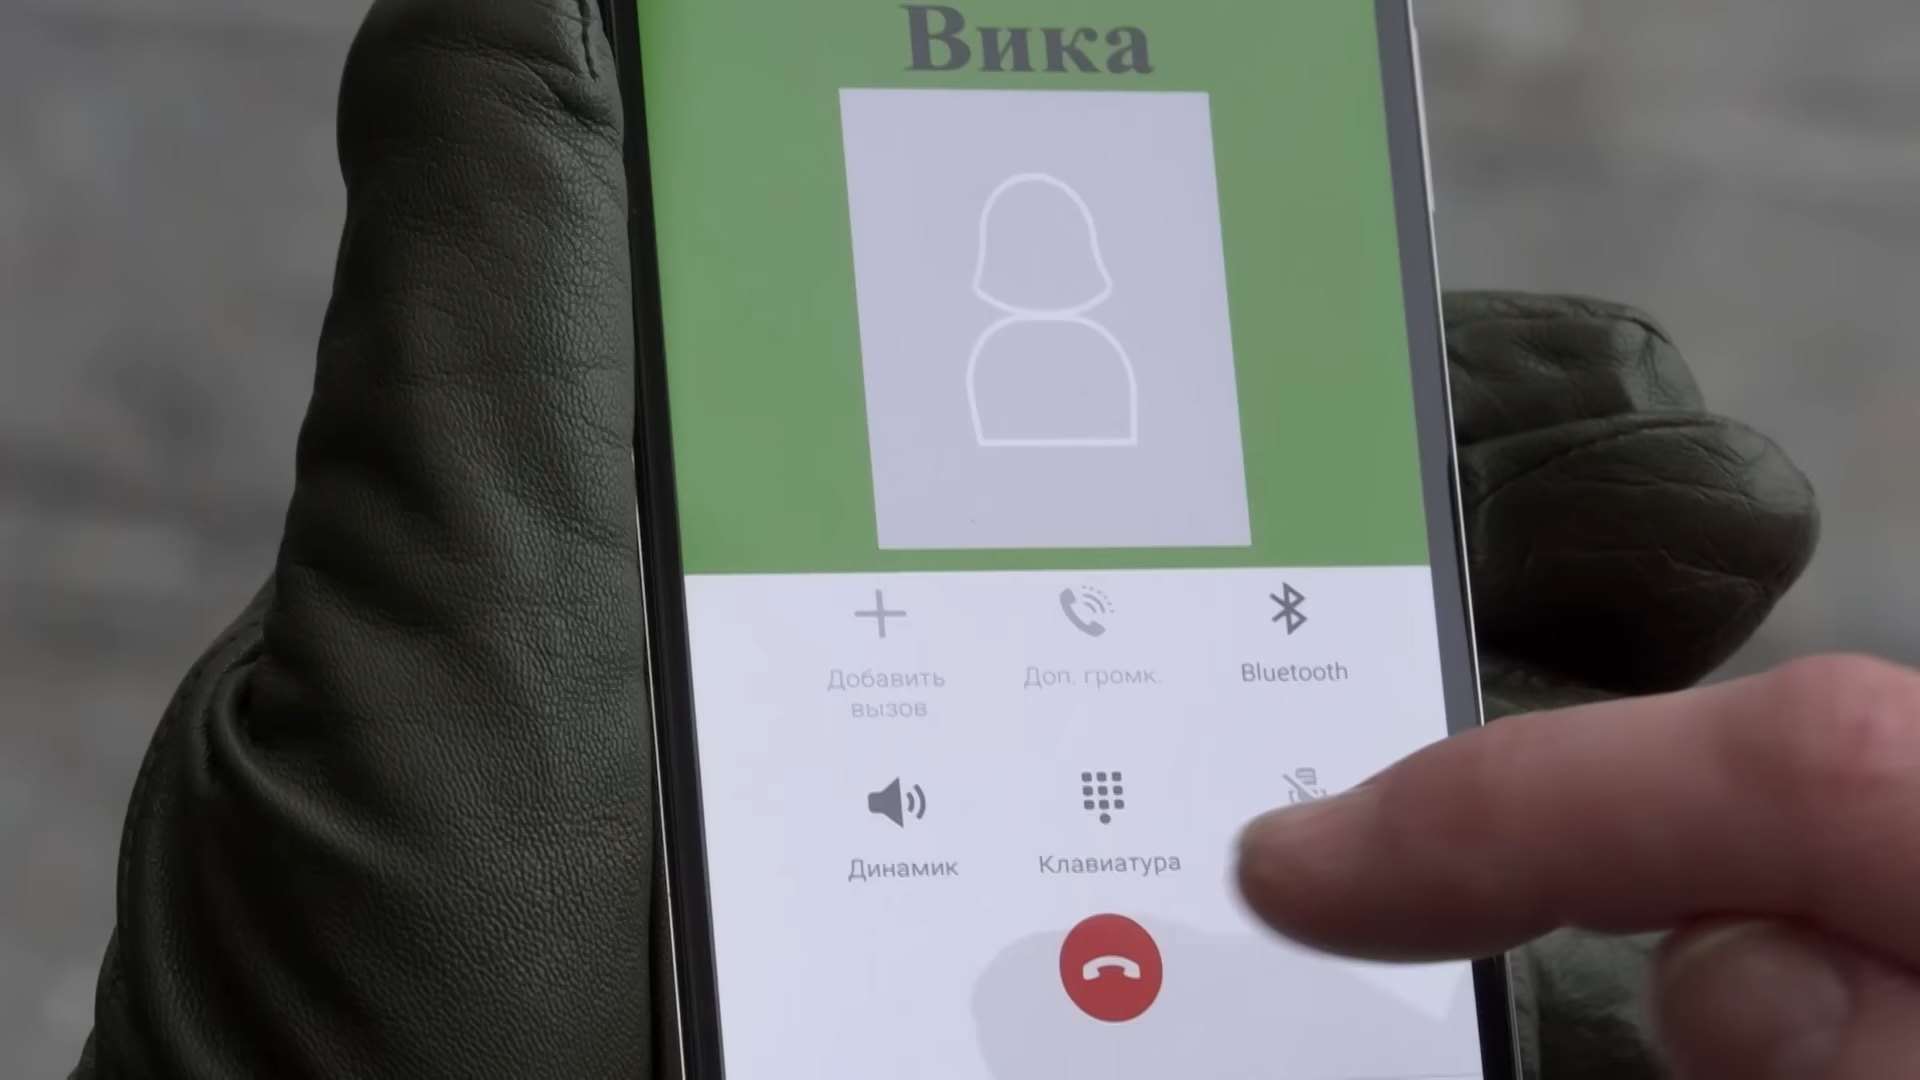 Вика
Добавить
вызов
Доп. громк.
Bluetooth
Динамик
Клавиатура